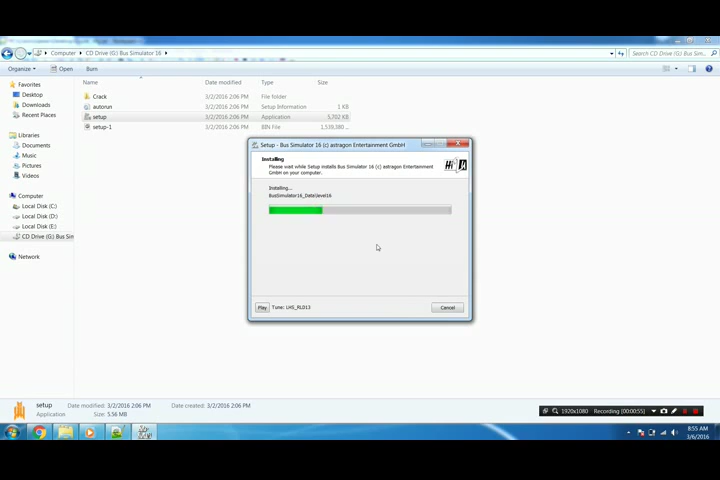 Computer ▸ CD Drive (G:) Bus Simulator 16 ▸
Search CD Drive (G:) Bus Simulator 16
Organize Open Burn
Name Date modified Type Size
Crack 3/2/2016 2:06 PM File folder
autorun 3/2/2016 2:06 PM Setup Information 1 KB
setup 3/2/2016 2:06 PM Application 5,702 KB
setup-1 3/2/2016 2:06 PM BIN File 1,539,380 ...
Favorites
Desktop
Downloads
Recent Places
Libraries
Documents
Music
Pictures
Videos
Computer
Local Disk (C:)
Local Disk (D:)
Local Disk (E:)
CD Drive (G:) Bus Sim
Network
Setup - Bus Simulator 16 (c) astragon Entertainment GmbH
Installing
Please wait while Setup installs Bus Simulator 16 (c) astragon Entertainment
GmbH on your computer.
Installing...
BusSimulator16_Data\level16
Play Tune: LHS_RLD13 Cancel
setup Date modified: 3/2/2016 2:06 PM Date created: 3/2/2016 2:06 PM
Application Size: 5.56 MB
1920x1080 Recording [00:00:55]
8:55 AM
3/6/2016